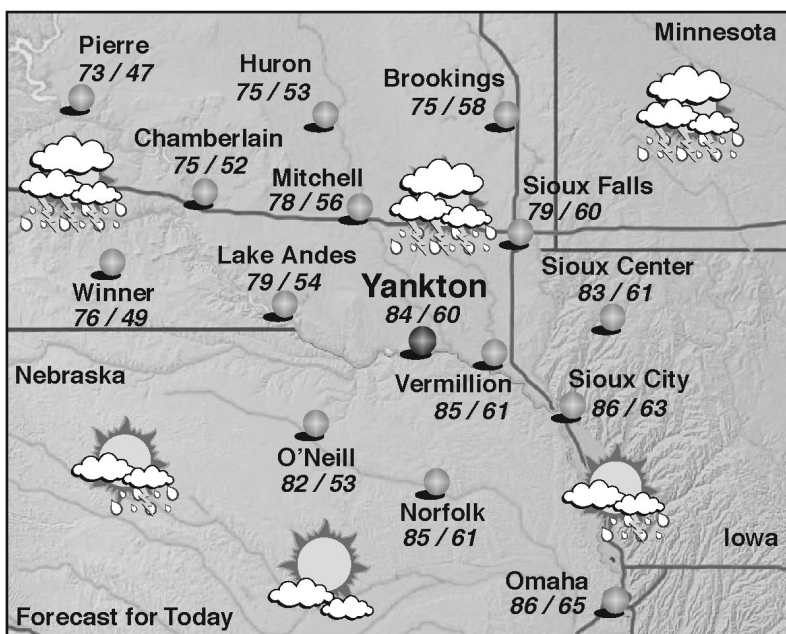 Pierre
73 / 47
Huron
75 / 53
Brookings
75 / 58
Minnesota
Chamberlain
75 / 52
Mitchell
78 / 56
Sioux Falls
79 / 60
Winner
76 / 49
Lake Andes
79 / 54
Yankton
84 / 60
Sioux Center
83 / 61
Nebraska
Vermillion
85 / 61
Sioux City
86 / 63
O'Neill
82 / 53
Norfolk
85 / 61
Iowa
Omaha
86 / 65
Forecast for Today